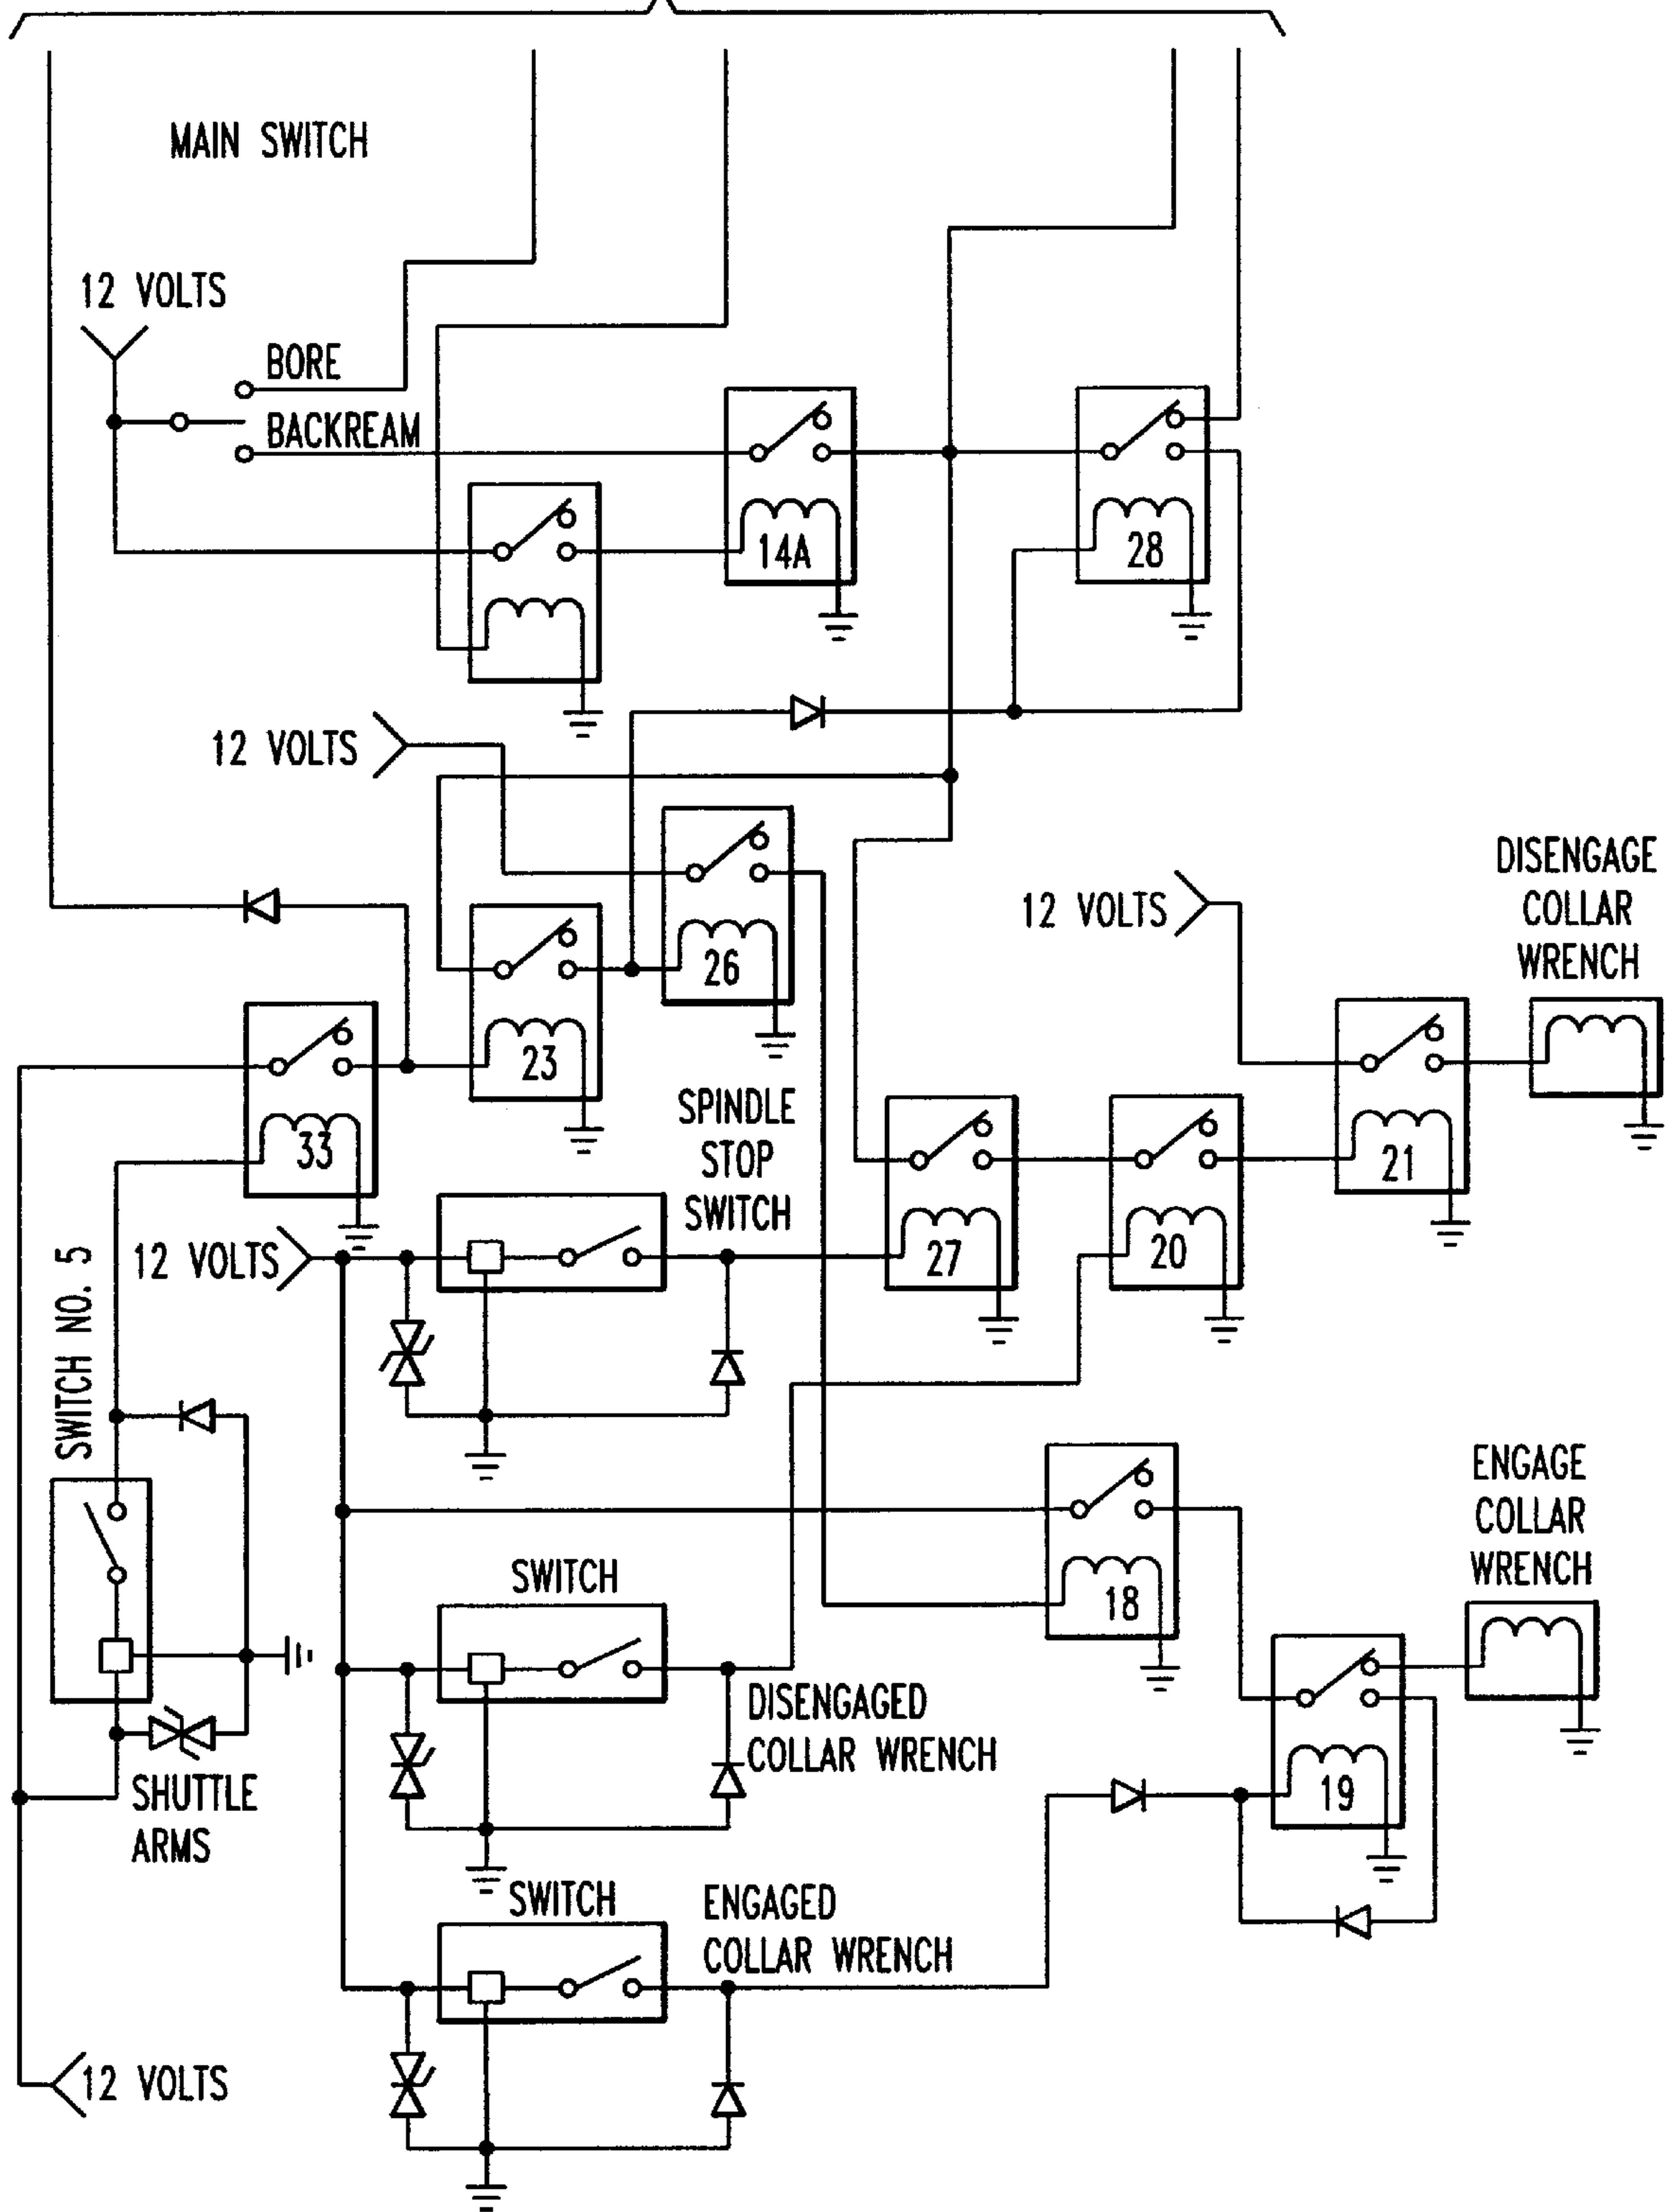 MAIN SWITCH
12 VOLTS
BORE
BACKREAM
14A
28
12 VOLTS
26
12 VOLTS
DISENGAGE
COLLAR
WRENCH
23
33
SPINDLE
STOP
SWITCH
27
20
21
12 VOLTS
SWITCH NO. 5
18
ENGAGE
COLLAR
WRENCH
SWITCH
DISENGAGED
COLLAR WRENCH
SHUTTLE
ARMS
19
SWITCH
ENGAGED
COLLAR WRENCH
12 VOLTS